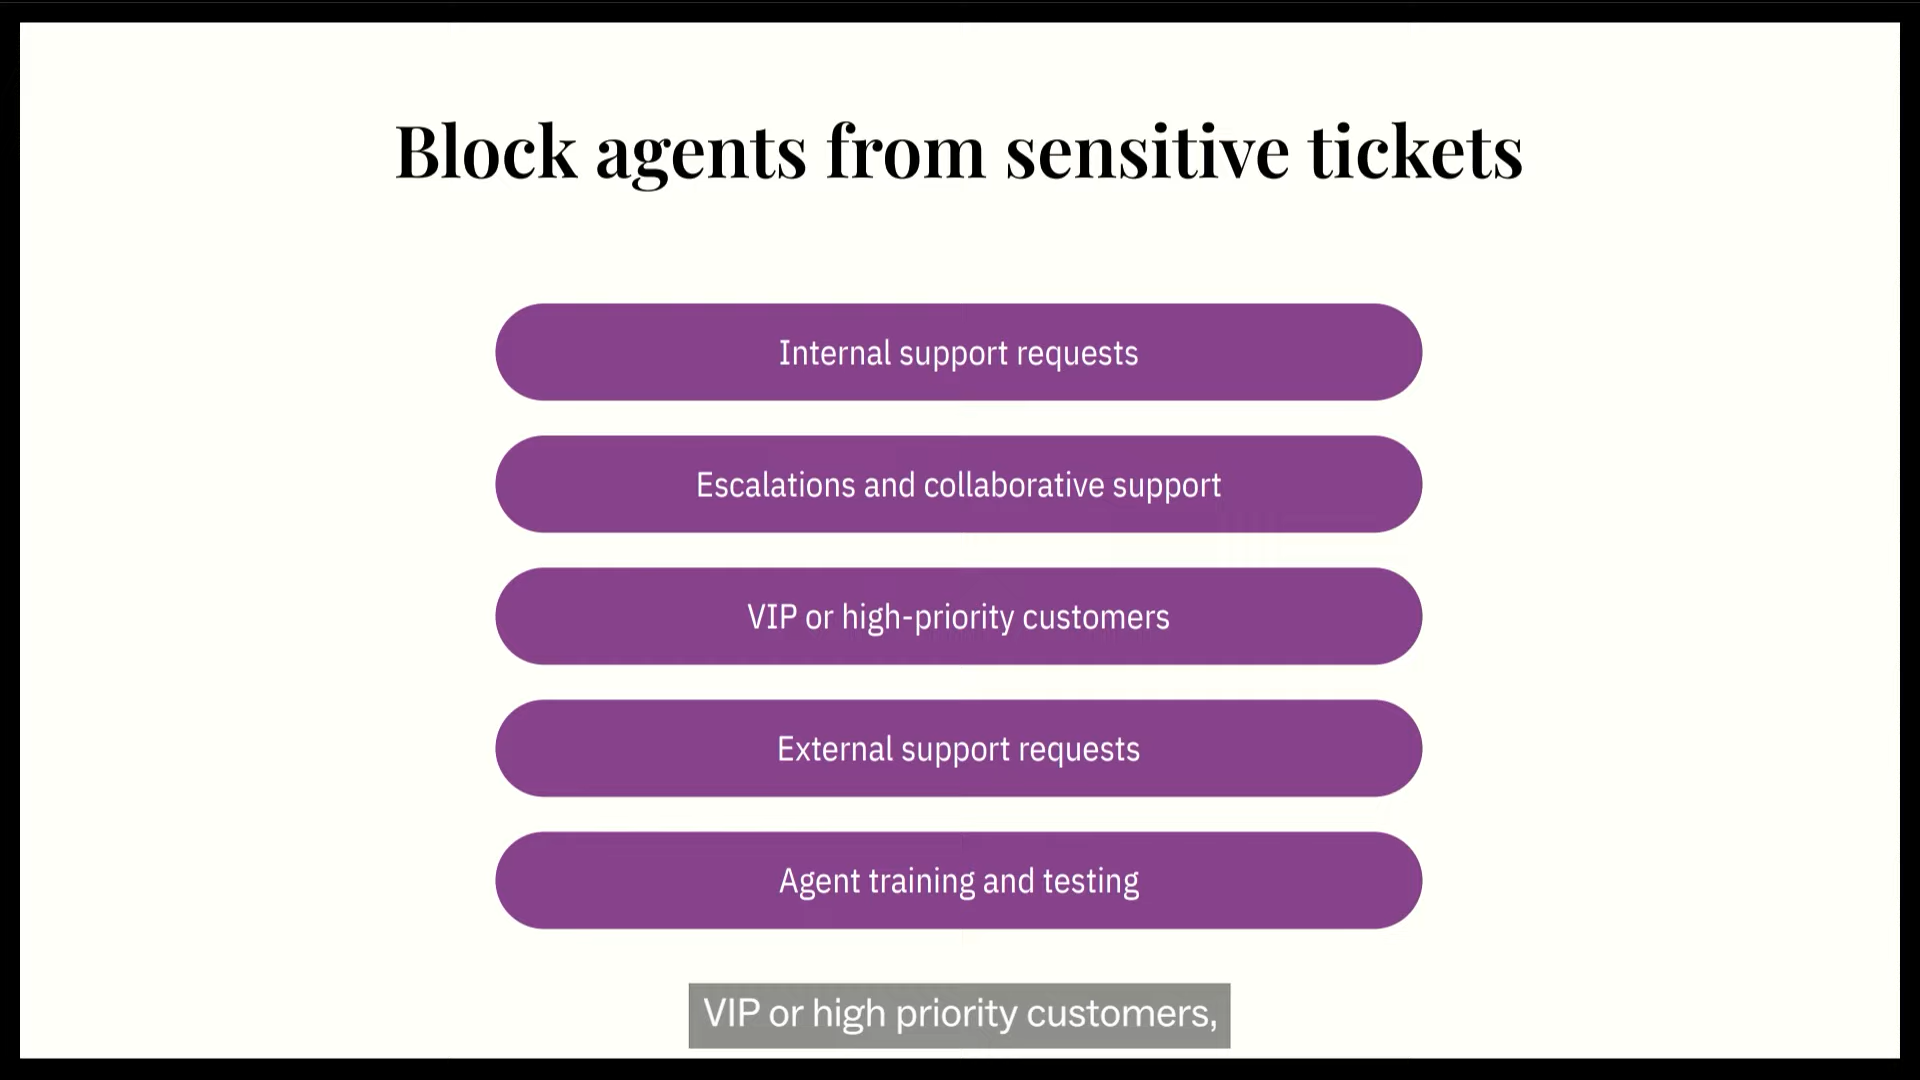 Block agents from sensitive tickets
Internal support requests
Escalations and collaborative support
VIP or high-priority customers
External support requests
Agent training and testing
VIP or high priority customers,